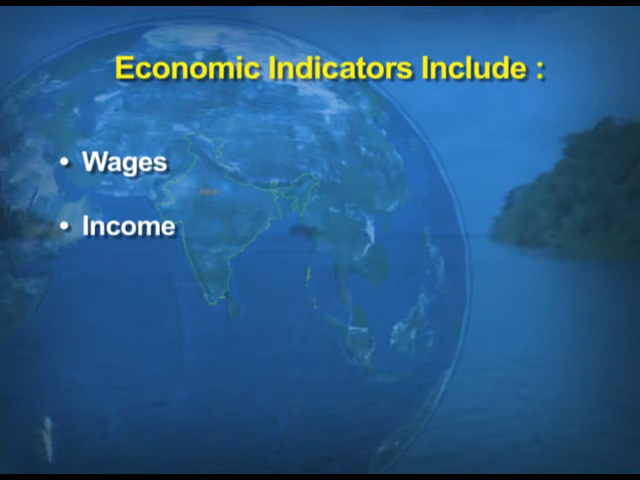 Economic Indicators Include :
• Wages
• Income